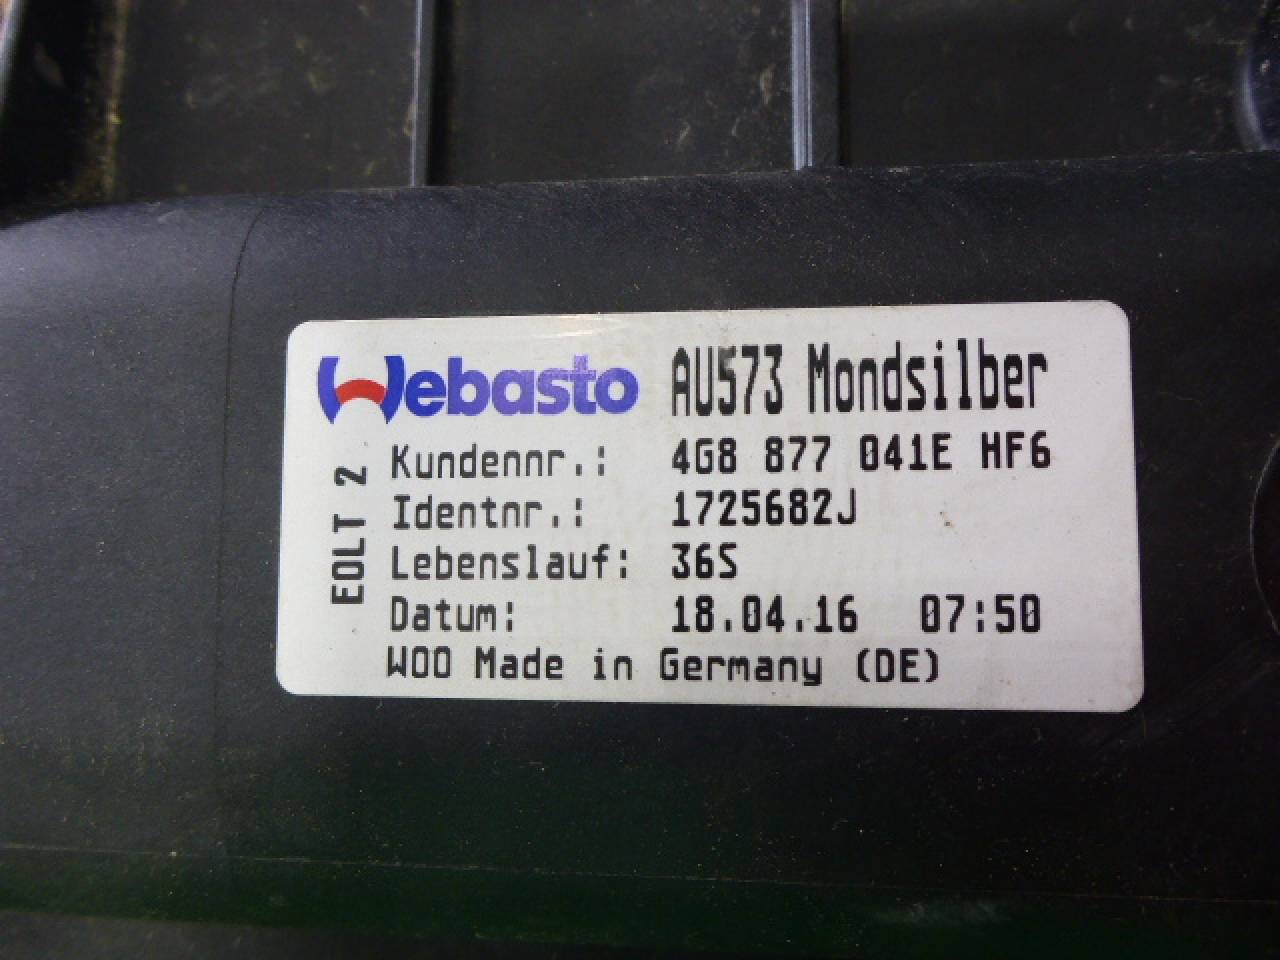 Webasto AU573 Mondsilber
Kundennr.: 4G8 877 041E HF6
Identnr.: 1725682J
Lebenslauf: 36S
Datum: 18.04.16 07:50
W00 Made in Germany (DE)
EOLT 2